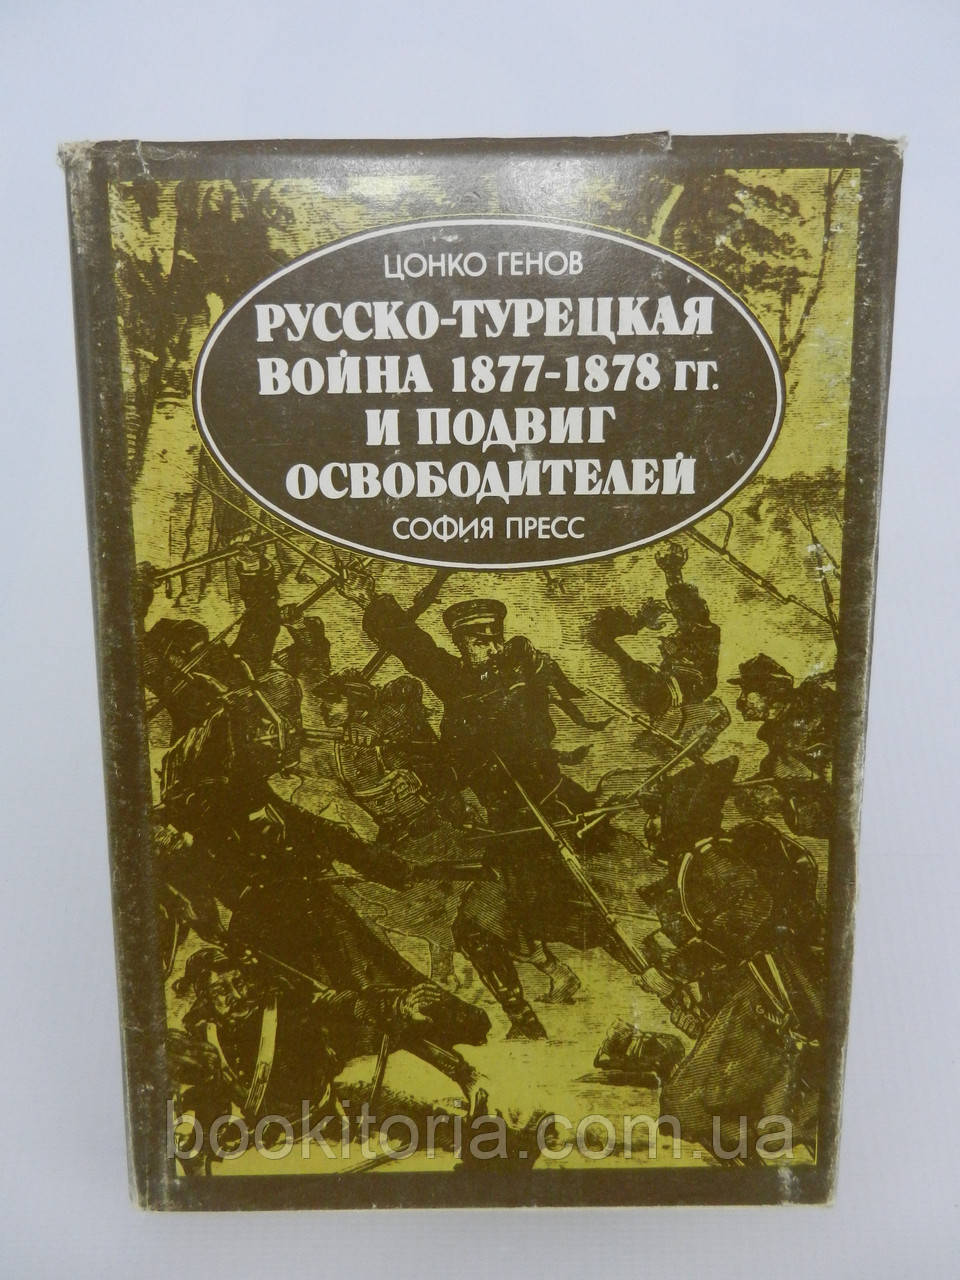 ЦОНКО ГЕНОВ
РУССКО-ТУРЕЦКАЯ
ВОЙНА 1877-1878 ГГ.
И ПОДВИГ
ОСВОБОДИТЕЛЕЙ
СОФИЯ ПРЕСС
bookitoria.com.ua